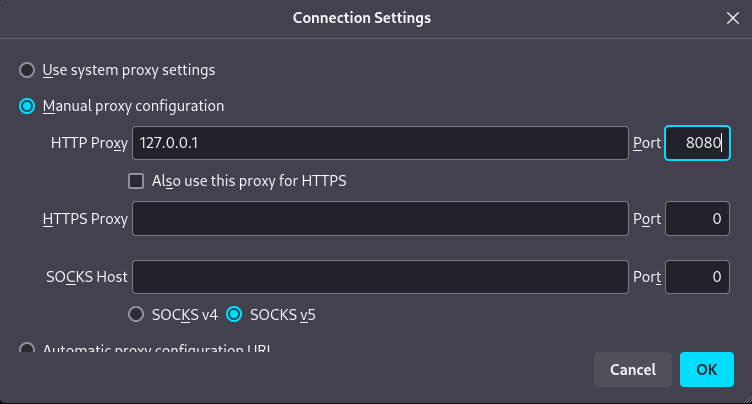 Connection Settings
Use system proxy settings
Manual proxy configuration
HTTP Proxy 127.0.0.1 Port 8080
Also use this proxy for HTTPS
HTTPS Proxy Port 0
SOCKS Host Port 0
SOCKS v4 SOCKS v5
Automatic proxy configuration URL
Cancel OK